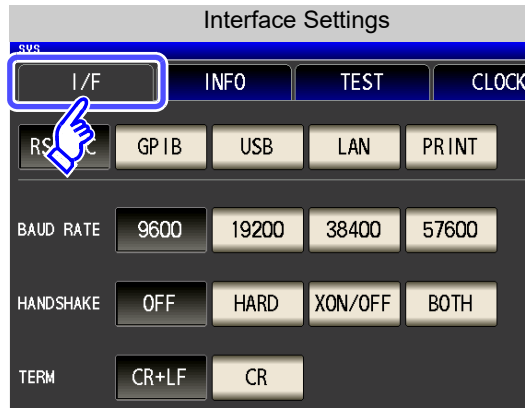 Interface Settings
SYS
I/F INFO TEST CLOCK
GPIB USB LAN PRINT
BAUD RATE 9600 19200 38400 57600
HANDSHAKE OFF HARD XON/OFF BOTH
TERM CR+LF CR